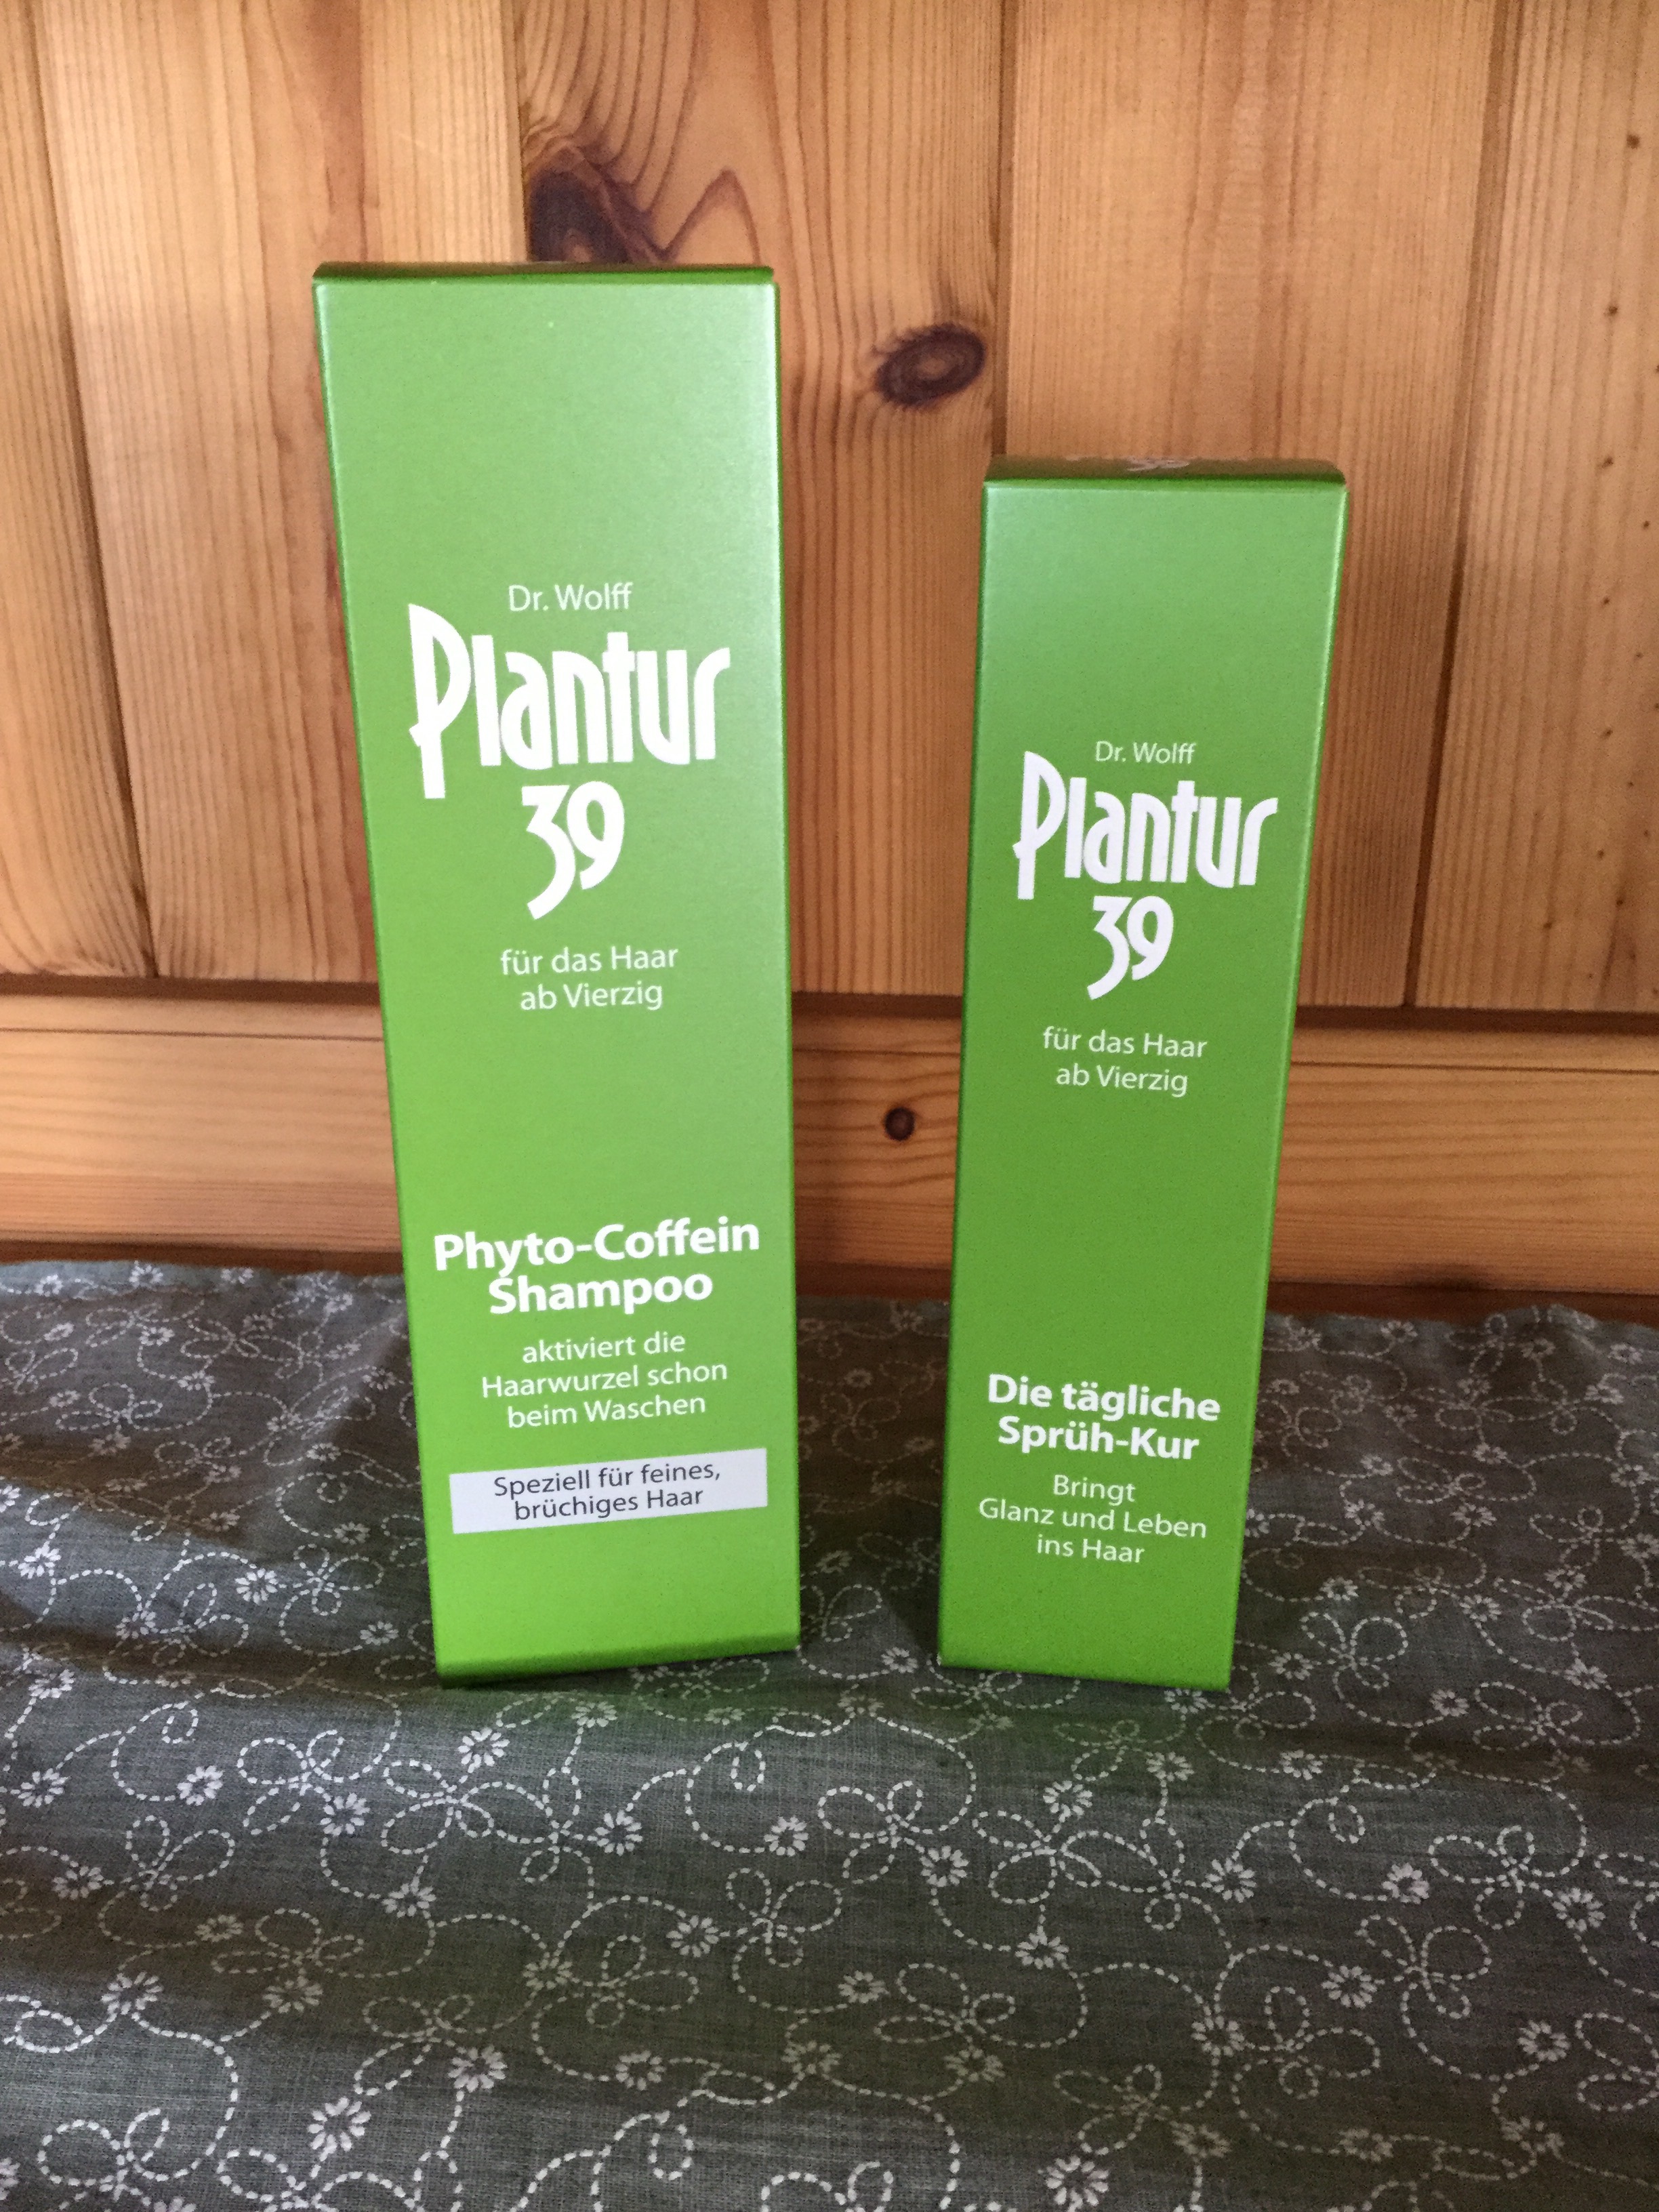 Dr. Wolff
Plantur
39
für das Haar
ab Vierzig
Phyto-Coffein
Shampoo
aktiviert die
Haarwurzel schon
beim Waschen
Speziell für feines,
brüchiges Haar
Dr. Wolff
Plantur
39
für das Haar
ab Vierzig
Die tägliche
Sprüh-Kur
Bringt
Glanz und Leben
ins Haar